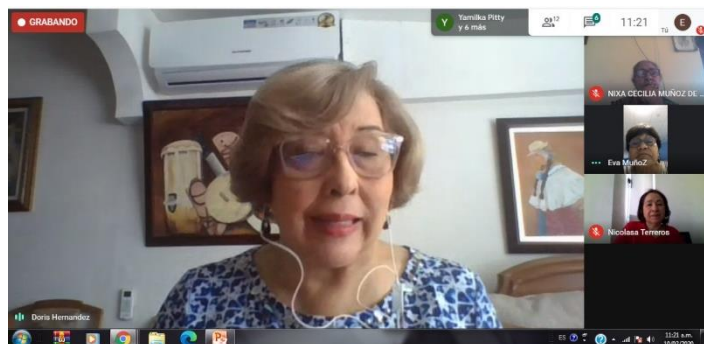 GRABANDO
Y
Yamilka Pitty
y 6 más
12
6
11:21
Tú
E
NIXA CECILIA MUÑOZ DE ...
Eva MuñoZ
Nicolasa Terreros
Doris Hernandez
ES
11:21 a.m.